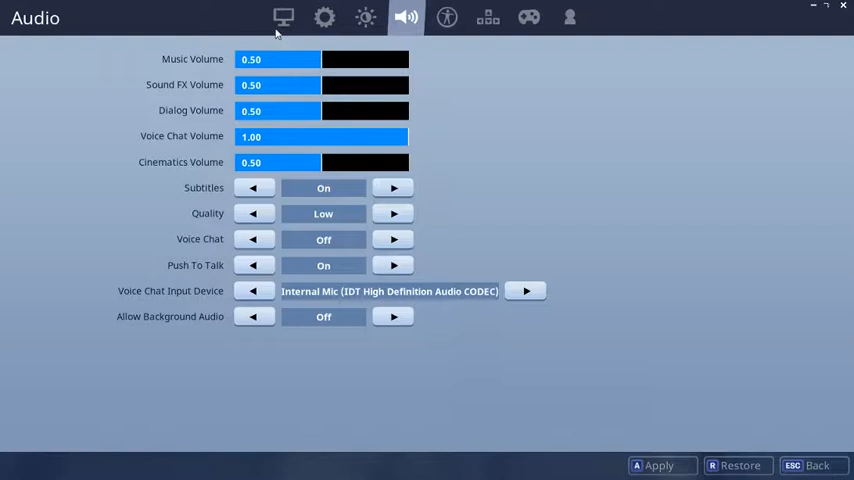 Audio
Music Volume 0.50
Sound FX Volume 0.50
Dialog Volume 0.50
Voice Chat Volume 1.00
Cinematics Volume 0.50
Subtitles On
Quality Low
Voice Chat Off
Push To Talk On
Voice Chat Input Device Internal Mic (IDT High Definition Audio CODEC)
Allow Background Audio Off
A Apply R Restore ESC Back